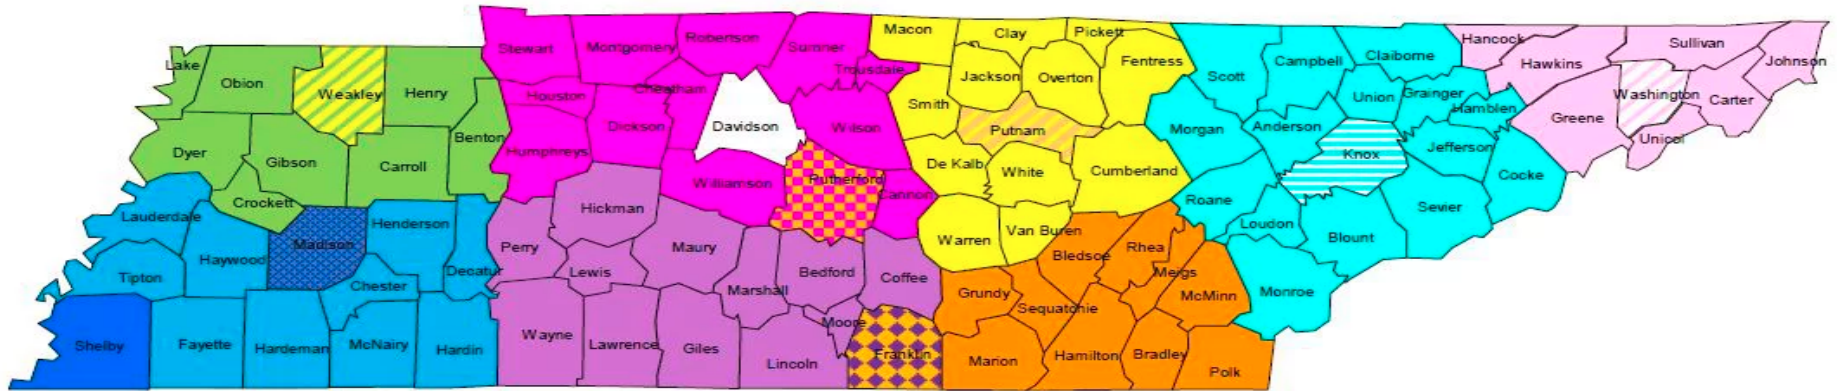 Stewart
Montgomery
Robertson
Sumner
Trousdale
Macon
Clay
Pickett
Hancock
Sullivan
Johnson
Lake
Obion
Weakley
Henry
Houston
Cheatham
Jackson
Overton
Fentress
Scott
Campbell
Claiborne
Hawkins
Benton
Humphreys
Dickson
Davidson
Wilson
Smith
Putnam
Morgan
Anderson
Union
Grainger
Hamblen
Greene
Washington
Carter
Unicoi
Dyer
Gibson
Carroll
Crockett
Williamson
Rutherford
Cannon
De Kalb
White
Cumberland
Knox
Jefferson
Cocke
Lauderdale
Madison
Henderson
Decatur
Hickman
Perry
Lewis
Maury
Warren
Van Buren
Roane
Loudon
Blount
Sevier
Tipton
Haywood
Chester
Marshall
Bedford
Coffee
Bledsoe
Rhea
Meigs
McMinn
Monroe
Grundy
Sequatchie
Shelby
Fayette
Hardeman
McNairy
Hardin
Wayne
Lawrence
Giles
Lincoln
Moore
Franklin
Marion
Hamilton
Bradley
Polk